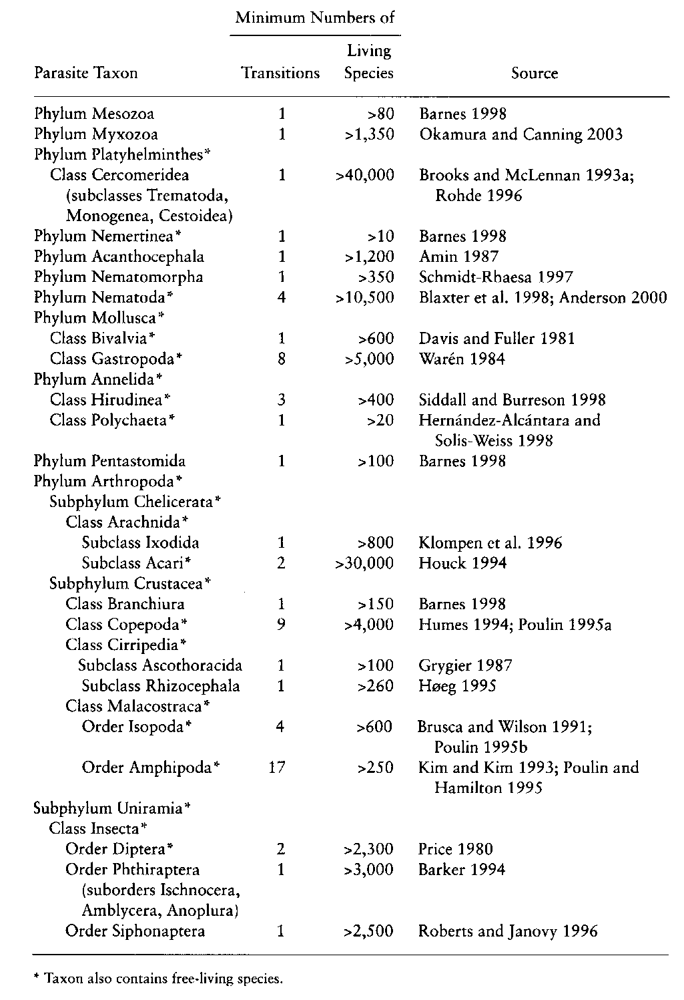 Minimum Numbers of
Living
Parasite Taxon Transitions Species Source
Phylum Mesozoa 1 >80 Barnes 1998
Phylum Myxozoa 1 >1,350 Okamura and Canning 2003
Phylum Platyhelminthes*
Class Cercomeridea 1 >40,000 Brooks and McLennan 1993a;
(subclasses Trematoda, Rohde 1996
Monogenea, Cestoidea)
Phylum Nemertinea* 1 >10 Barnes 1998
Phylum Acanthocephala 1 >1,200 Amin 1987
Phylum Nematomorpha 1 >350 Schmidt-Rhaesa 1997
Phylum Nematoda* 4 >10,500 Blaxter et al. 1998; Anderson 2000
Phylum Mollusca*
Class Bivalvia* 1 >600 Davis and Fuller 1981
Class Gastropoda* 8 >5,000 Warén 1984
Phylum Annelida*
Class Hirudinea* 3 >400 Siddall and Burreson 1998
Class Polychaeta* 1 >20 Hernández-Alcántara and
Solis-Weiss 1998
Phylum Pentastomida 1 >100 Barnes 1998
Phylum Arthropoda*
Subphylum Chelicerata*
Class Arachnida*
Subclass Ixodida 1 >800 Klompen et al. 1996
Subclass Acari* 2 >30,000 Houck 1994
Subphylum Crustacea*
Class Branchiura 1 >150 Barnes 1998
Class Copepoda* 9 >4,000 Humes 1994; Poulin 1995a
Class Cirripedia*
Subclass Ascothoracida 1 >100 Grygier 1987
Subclass Rhizocephala 1 >260 Høeg 1995
Class Malacostraca*
Order Isopoda* 4 >600 Brusca and Wilson 1991;
Poulin 1995b
Order Amphipoda* 17 >250 Kim and Kim 1993; Poulin and
Hamilton 1995
Subphylum Uniramia*
Class Insecta*
Order Diptera* 2 >2,300 Price 1980
Order Phthiraptera 1 >3,000 Barker 1994
(suborders Ischnocera,
Amblycera, Anoplura)
Order Siphonaptera 1 >2,500 Roberts and Janovy 1996
* Taxon also contains free-living species.